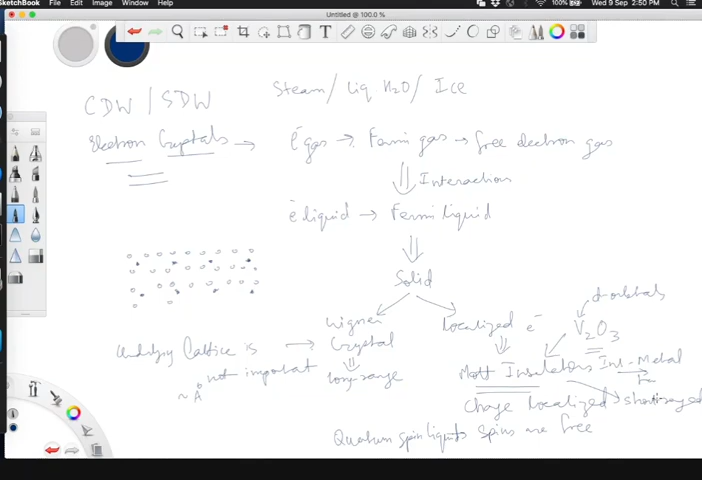 SketchBook File Edit Image Window Help 100% Wed 9 Sep 2:50 PM
Untitled @ 100.0 %
Steam/ Liq H₂O/ Ice
CDW / SDW
Electron Crystals → e⁻ gas → Fermi gas → free electron gas
⇓ Interaction
e⁻ liquid → Fermi liquid
⇓
Solid
d-orbitals
Wigner Crystal
localized e⁻
V₂O₃
Underlying lattice is not important →
~ Å
⇓
long-range
Mott Insulators
Int-Metal
Charge localized
short-ranged
Quantum spin liquids spins are free